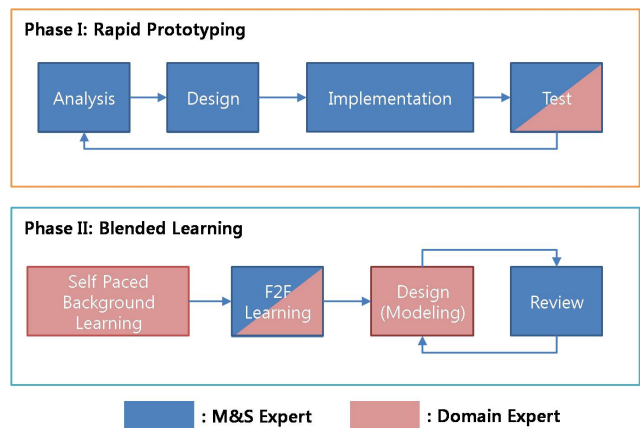 Phase I: Rapid Prototyping
Analysis
Design
Implementation
Test
Phase II: Blended Learning
Self Paced
Background
Learning
F2F
Learning
Design
(Modeling)
Review
: M&S Expert
: Domain Expert